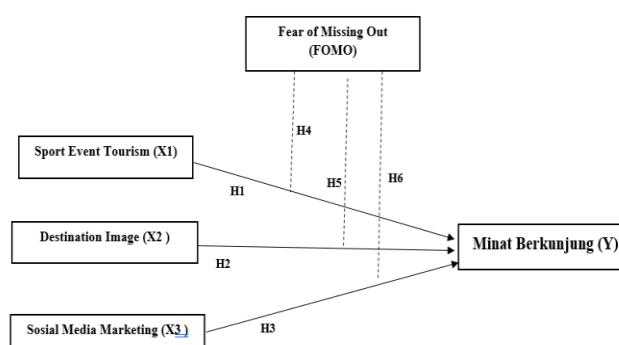 Fear of Missing Out
(FOMO)
H4
Sport Event Tourism (X1)
H1
H5
H6
Destination Image (X2 )
H2
Minat Berkunjung (Y)
Sosial Media Marketing (X3 )
H3